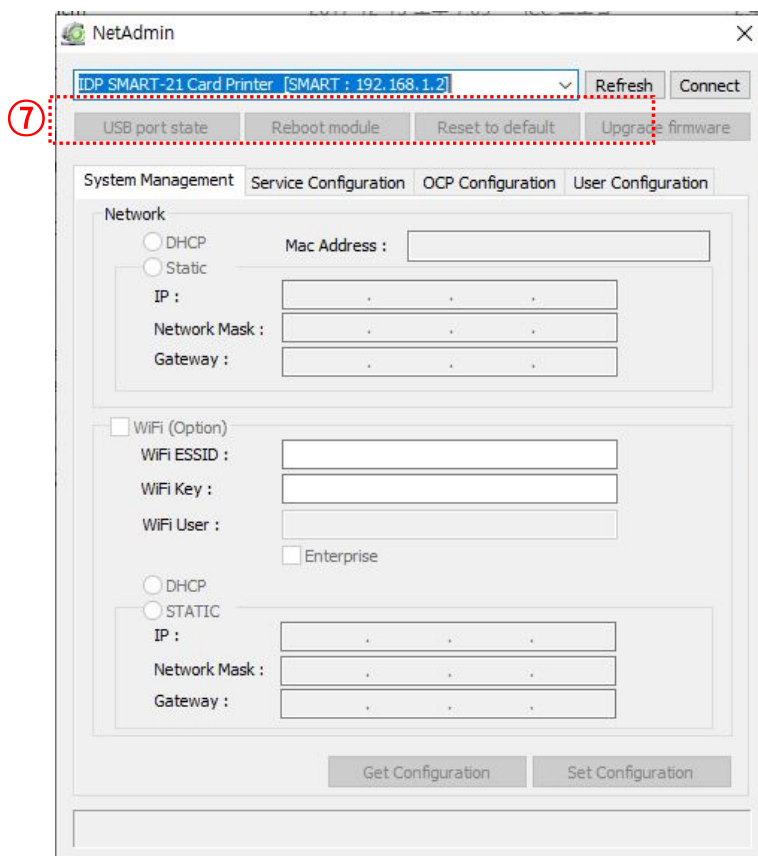 NetAdmin
IDP SMART-21 Card Printer [SMART : 192.168.1.2] Refresh Connect
⑦
USB port state Reboot module Reset to default Upgrade firmware
System Management Service Configuration OCP Configuration User Configuration
Network
DHCP Mac Address :
Static
IP : . . .
Network Mask : . . .
Gateway : . . .
WiFi (Option)
WiFi ESSID :
WiFi Key :
WiFi User :
Enterprise
DHCP
STATIC
IP : . . .
Network Mask : . . .
Gateway : . . .
Get Configuration Set Configuration